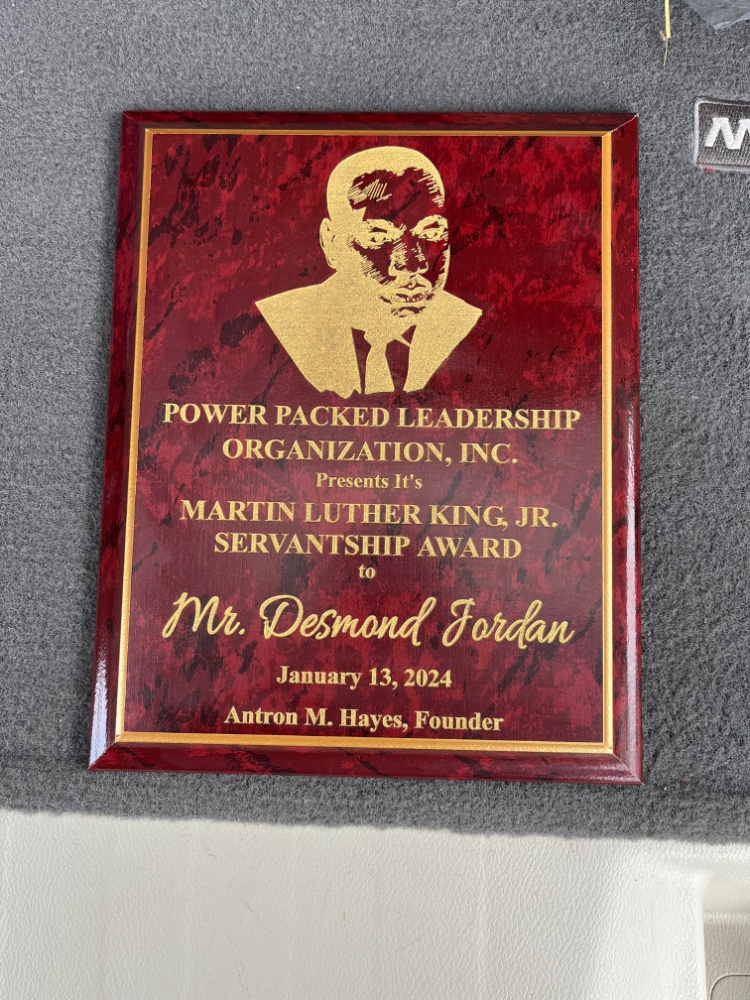 POWER PACKED LEADERSHIP
ORGANIZATION, INC.
Presents It's
MARTIN LUTHER KING, JR.
SERVANTSHIP AWARD
to
Mr. Desmond Jordan
January 13, 2024
Antron M. Hayes, Founder